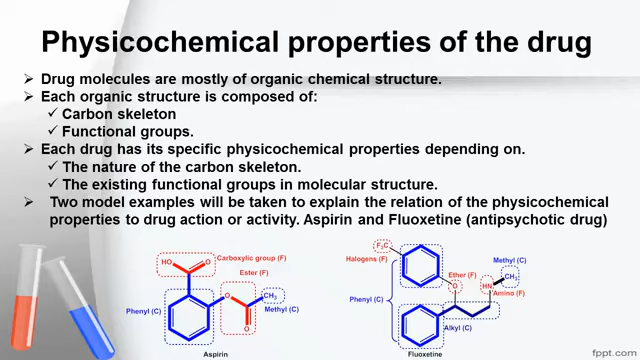 Physicochemical properties of the drug
➢ Drug molecules are mostly of organic chemical structure.
➢ Each organic structure is composed of:
✓ Carbon skeleton
✓ Functional groups.
➢ Each drug has its specific physicochemical properties depending on.
✓ The nature of the carbon skeleton.
✓ The existing functional groups in molecular structure.
➢ Two model examples will be taken to explain the relation of the physicochemical
properties to drug action or activity. Aspirin and Fluoxetine (antipsychotic drug)
Carboxylic group (F)
HO
O
Ester (F)
O
CH3
O
Phenyl (C)
Methyl (C)
Aspirin
F3C
Halogens (F)
Methyl (C)
Ether (F)
O
HN
CH3
Amino (F)
Phenyl (C)
Alkyl (C)
Fluoxetine
fppt.com